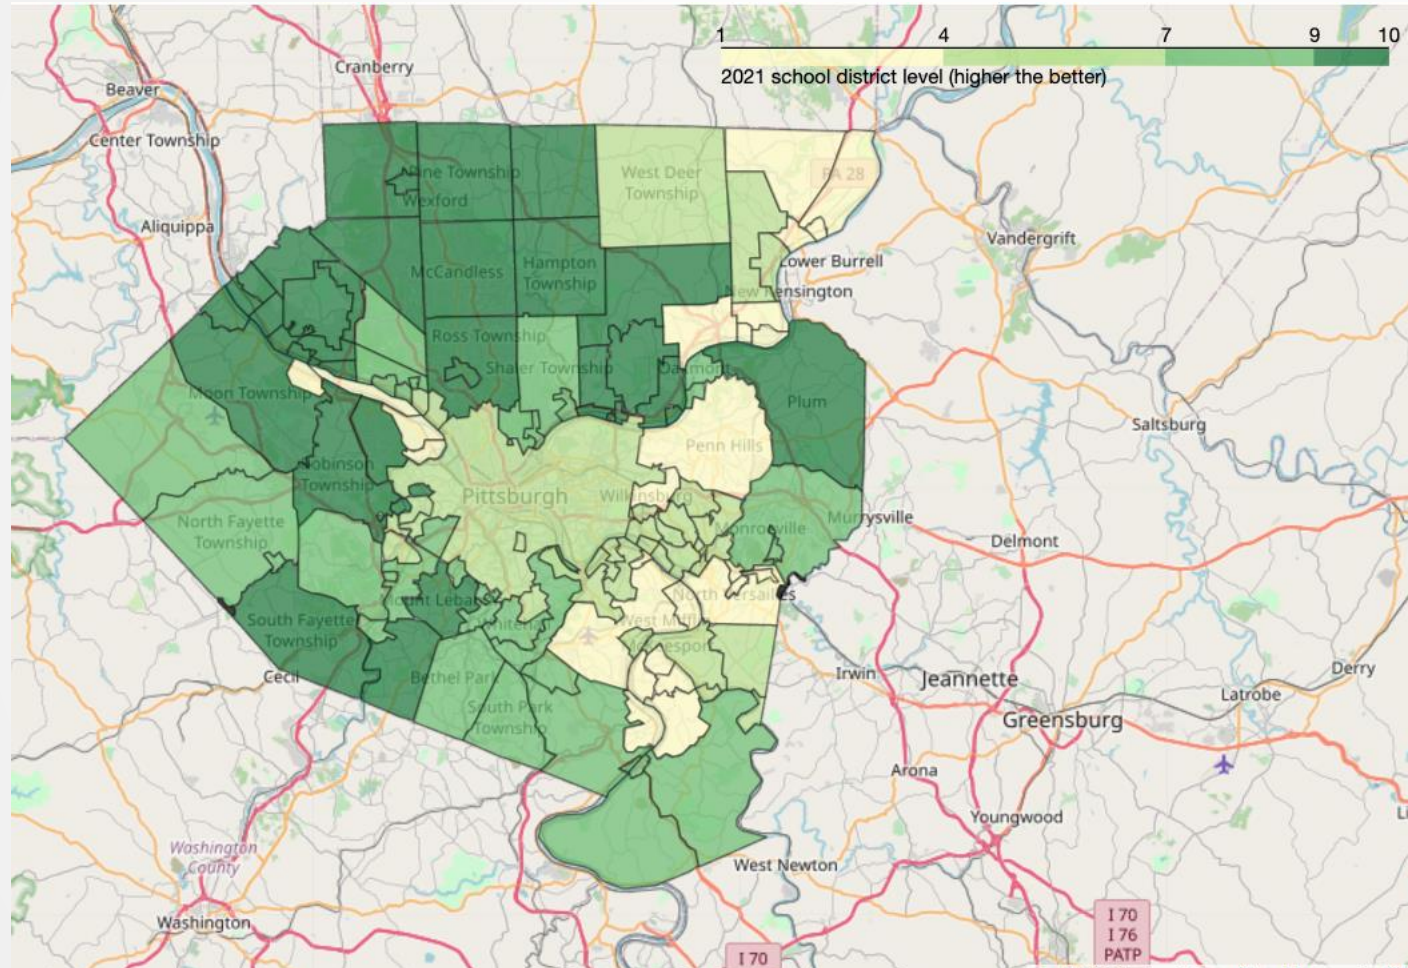 1 4 7 9 10
2021 school district level (higher the better)
Cranberry
Beaver
Center Township
Pine Township
Wexford
West Deer
Township
PA 28
Aliquippa
Vandergrift
McCandless
Hampton
Township
Lower Burrell
New Kensington
Ross Township
Shaler Township
Oakmont
Moon Township
Plum
Saltsburg
Penn Hills
Robinson
Township
Pittsburgh
Wilkinsburg
North Fayette
Township
Monroeville
Murrysville
Delmont
Mount Leba
North Versailles
South Fayette
Township
Whitehall
West Mifflin
McKeesport
Cecil
Bethel Park
Irwin
Jeannette
Derry
Latrobe
South Park
Township
Greensburg
Arona
Youngwood
Li
Washington
County
West Newton
Washington
I 70
I 76
PATP
I 70